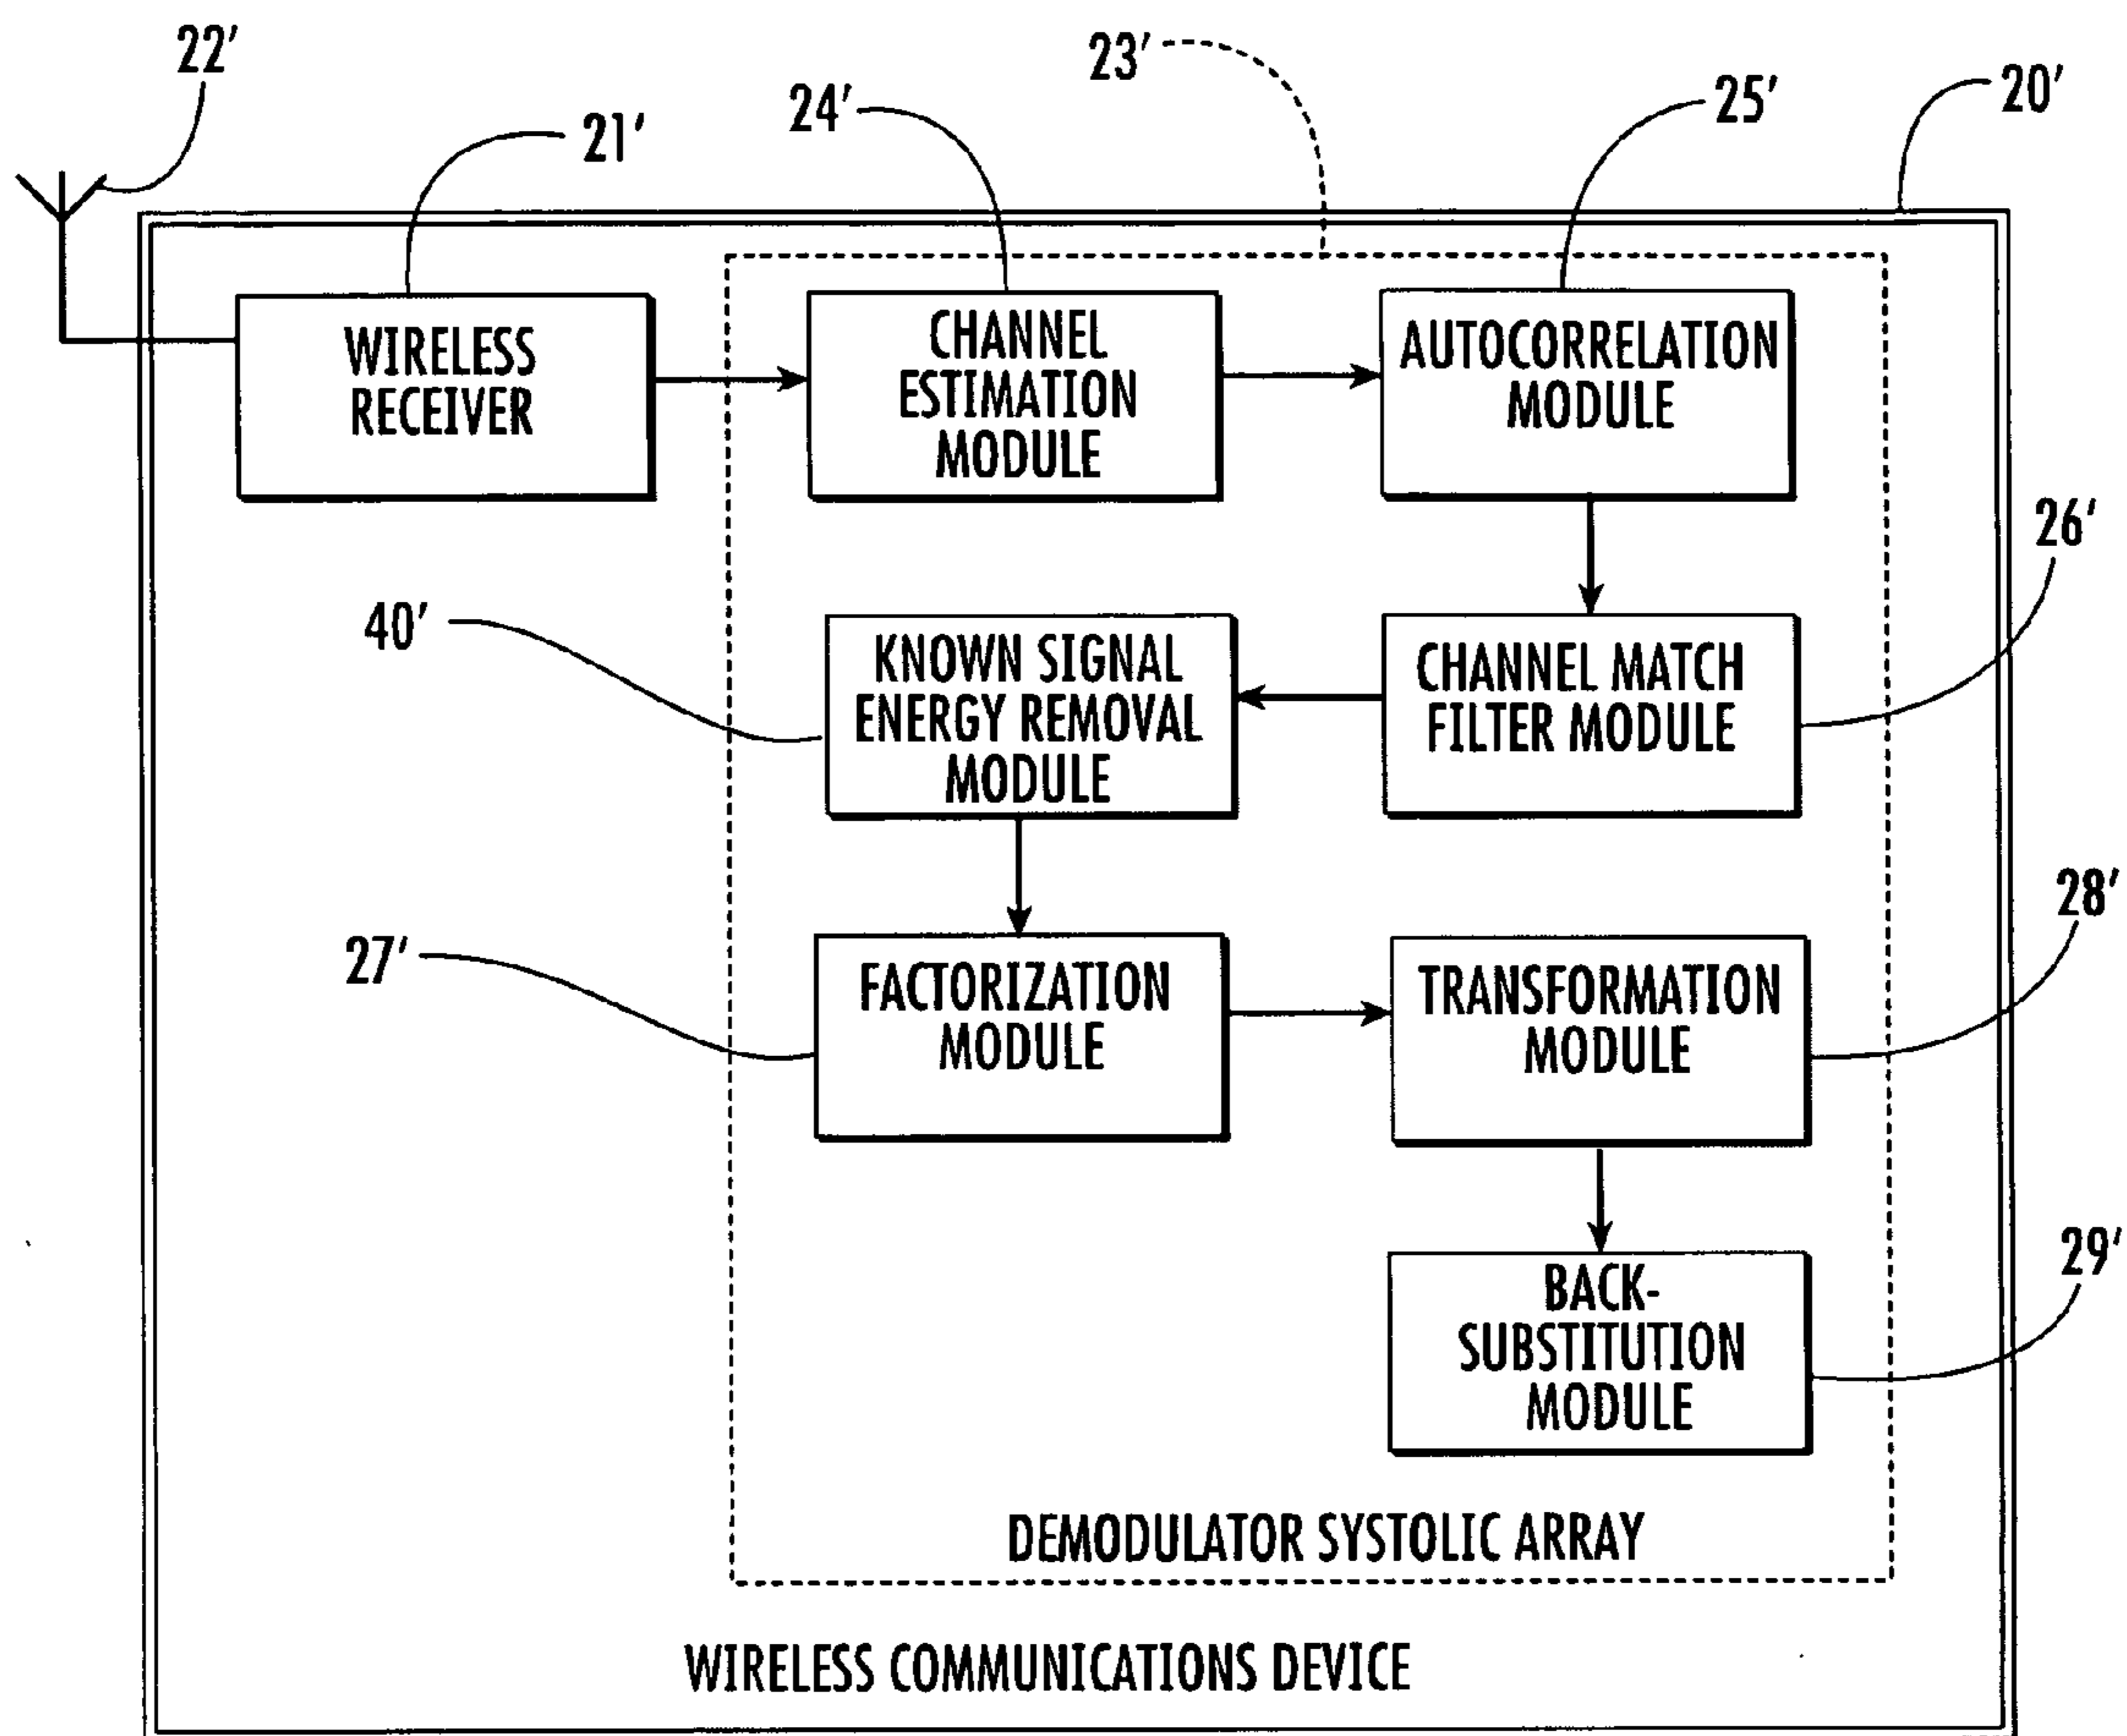 22'
23'
24'
25'
20'
21'
WIRELESS
RECEIVER
CHANNEL
ESTIMATION
MODULE
AUTOCORRELATION
MODULE
26'
40'
KNOWN SIGNAL
ENERGY REMOVAL
MODULE
CHANNEL MATCH
FILTER MODULE
28'
27'
FACTORIZATION
MODULE
TRANSFORMATION
MODULE
29'
BACK-
SUBSTITUTION
MODULE
DEMODULATOR SYSTOLIC ARRAY
WIRELESS COMMUNICATIONS DEVICE